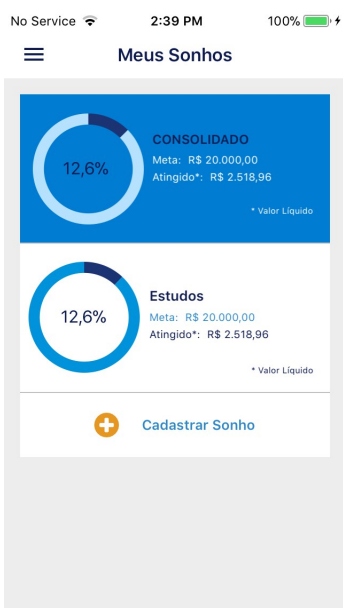 No Service 2:39 PM 100%
Meus Sonhos
12,6%
CONSOLIDADO
Meta: R$ 20.000,00
Atingido*: R$ 2.518,96
* Valor Líquido
12,6%
Estudos
Meta: R$ 20.000,00
Atingido*: R$ 2.518,96
* Valor Líquido
Cadastrar Sonho